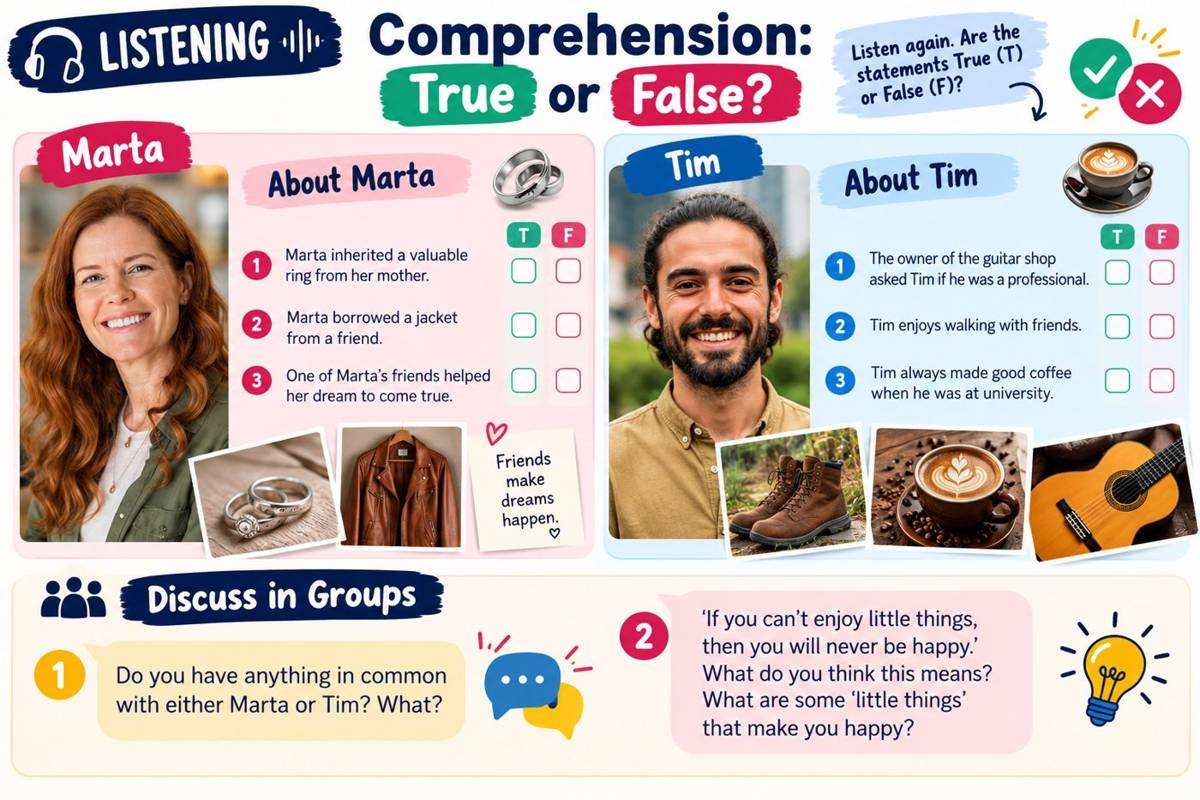 LISTENING
Comprehension:
True or False?
Listen again. Are the
statements True (T)
or False (F)?
Marta
About Marta
T F
1 Marta inherited a valuable
ring from her mother.
2 Marta borrowed a jacket
from a friend.
3 One of Marta's friends helped
her dream to come true.
Friends
make
dreams
happen.
Tim
About Tim
T F
1 The owner of the guitar shop
asked Tim if he was a professional.
2 Tim enjoys walking with friends.
3 Tim always made good coffee
when he was at university.
Discuss in Groups
1 Do you have anything in common
with either Marta or Tim? What?
2 ‘If you can't enjoy little things,
then you will never be happy.’
What do you think this means?
What are some ‘little things’
that make you happy?